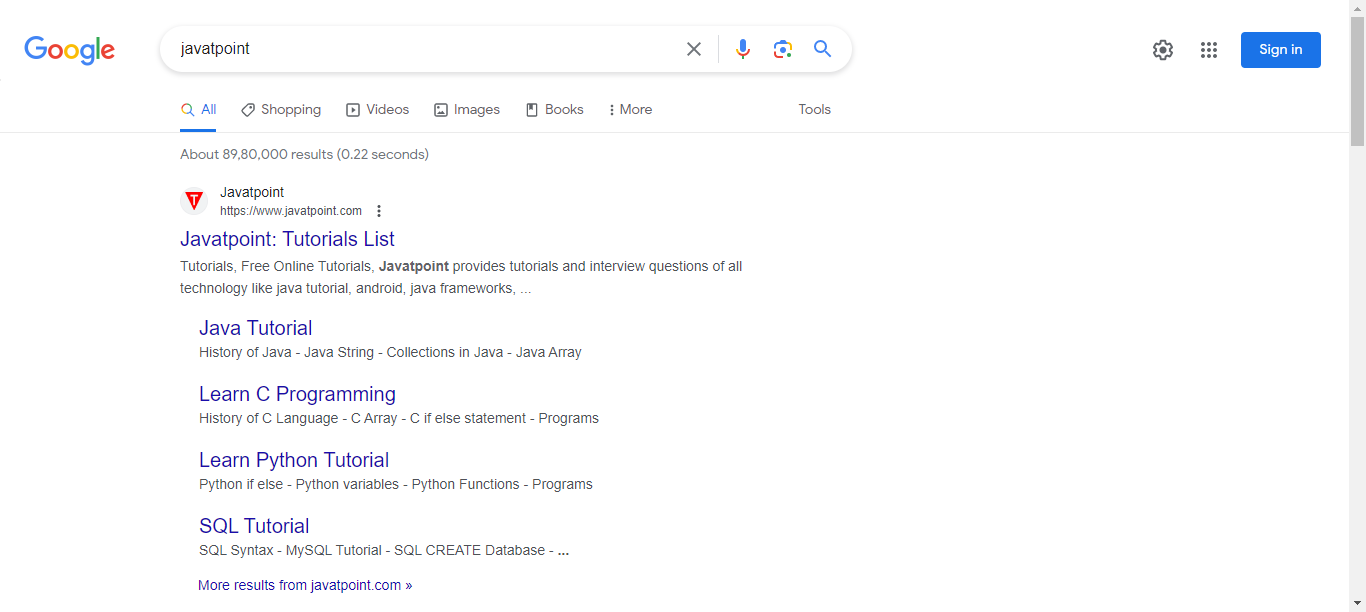 Google
javatpoint
Sign in
All Shopping Videos Images Books More Tools
About 89,80,000 results (0.22 seconds)
T
Javatpoint
https://www.javatpoint.com
Javatpoint: Tutorials List
Tutorials, Free Online Tutorials, Javatpoint provides tutorials and interview questions of all
technology like java tutorial, android, java frameworks, ...
Java Tutorial
History of Java - Java String - Collections in Java - Java Array
Learn C Programming
History of C Language - C Array - C if else statement - Programs
Learn Python Tutorial
Python if else - Python variables - Python Functions - Programs
SQL Tutorial
SQL Syntax - MySQL Tutorial - SQL CREATE Database - ...
More results from javatpoint.com »